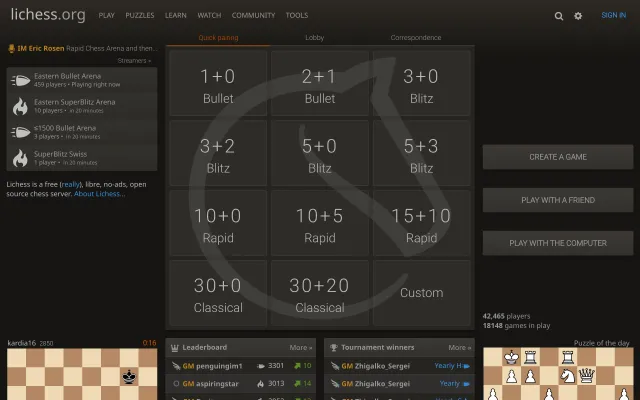 lichess.org PLAY PUZZLES LEARN WATCH COMMUNITY TOOLS SIGN IN
IM Eric Rosen Rapid Chess Arena and then...
Streamers »
Eastern Bullet Arena
459 players • Playing right now
Eastern SuperBlitz Arena
10 players • in 20 minutes
≤1500 Bullet Arena
3 players • in 20 minutes
SuperBlitz Swiss
1 player • in 20 minutes
Lichess is a free (really), libre, no-ads, open
source chess server. About Lichess...
Quick pairing Lobby Correspondence
1+0 2+1 3+0
Bullet Bullet Blitz
3+2 5+0 5+3
Blitz Blitz Blitz
10+0 10+5 15+10
Rapid Rapid Rapid
30+0 30+20 Custom
Classical Classical
CREATE A GAME
PLAY WITH A FRIEND
PLAY WITH THE COMPUTER
42,465 players
18148 games in play
kardia16 2850 0:16
Leaderboard More »
GM penguingim1 3301 10
GM aspiringstar 3013 14
Tournament winners More »
GM Zhigalko_Sergei Yearly H
GM Zhigalko_Sergei Yearly
Puzzle of the day